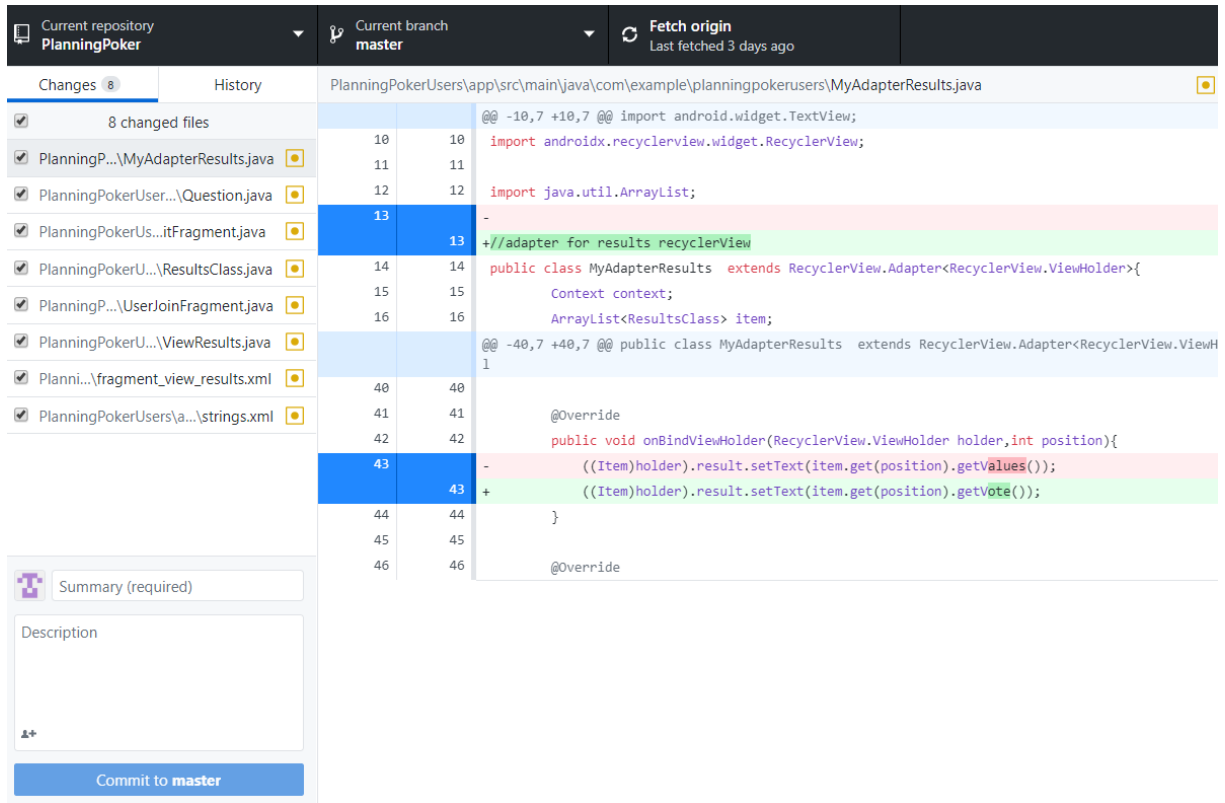 Current repository
PlanningPoker
Current branch
master
Fetch origin
Last fetched 3 days ago
Changes 8
History
PlanningPokerUsers\app\src\main\java\com\example\planningpokerusers\MyAdapterResults.java
8 changed files
PlanningP...\MyAdapterResults.java
PlanningPokerUser...\Question.java
PlanningPokerUs...itFragment.java
PlanningPokerU...\ResultsClass.java
PlanningP...\UserJoinFragment.java
PlanningPokerU...\ViewResults.java
Planni...\fragment_view_results.xml
PlanningPokerUsers\a...\strings.xml
Summary (required)
Description
Commit to master
@@ -10,7 +10,7 @@ import android.widget.TextView;
10 10 import androidx.recyclerview.widget.RecyclerView;
11 11
12 12 import java.util.ArrayList;
13 -
13 +//adapter for results recyclerView
14 14 public class MyAdapterResults  extends RecyclerView.Adapter<RecyclerView.ViewHolder>{
15 15 Context context;
16 16 ArrayList<ResultsClass> item;
@@ -40,7 +40,7 @@ public class MyAdapterResults  extends RecyclerView.Adapter<RecyclerView.ViewH
l
40 40
41 41 @Override
42 42 public void onBindViewHolder(RecyclerView.ViewHolder holder,int position){
43 - ((Item)holder).result.setText(item.get(position).getValues());
43 + ((Item)holder).result.setText(item.get(position).getVote());
44 44 }
45 45
46 46 @Override